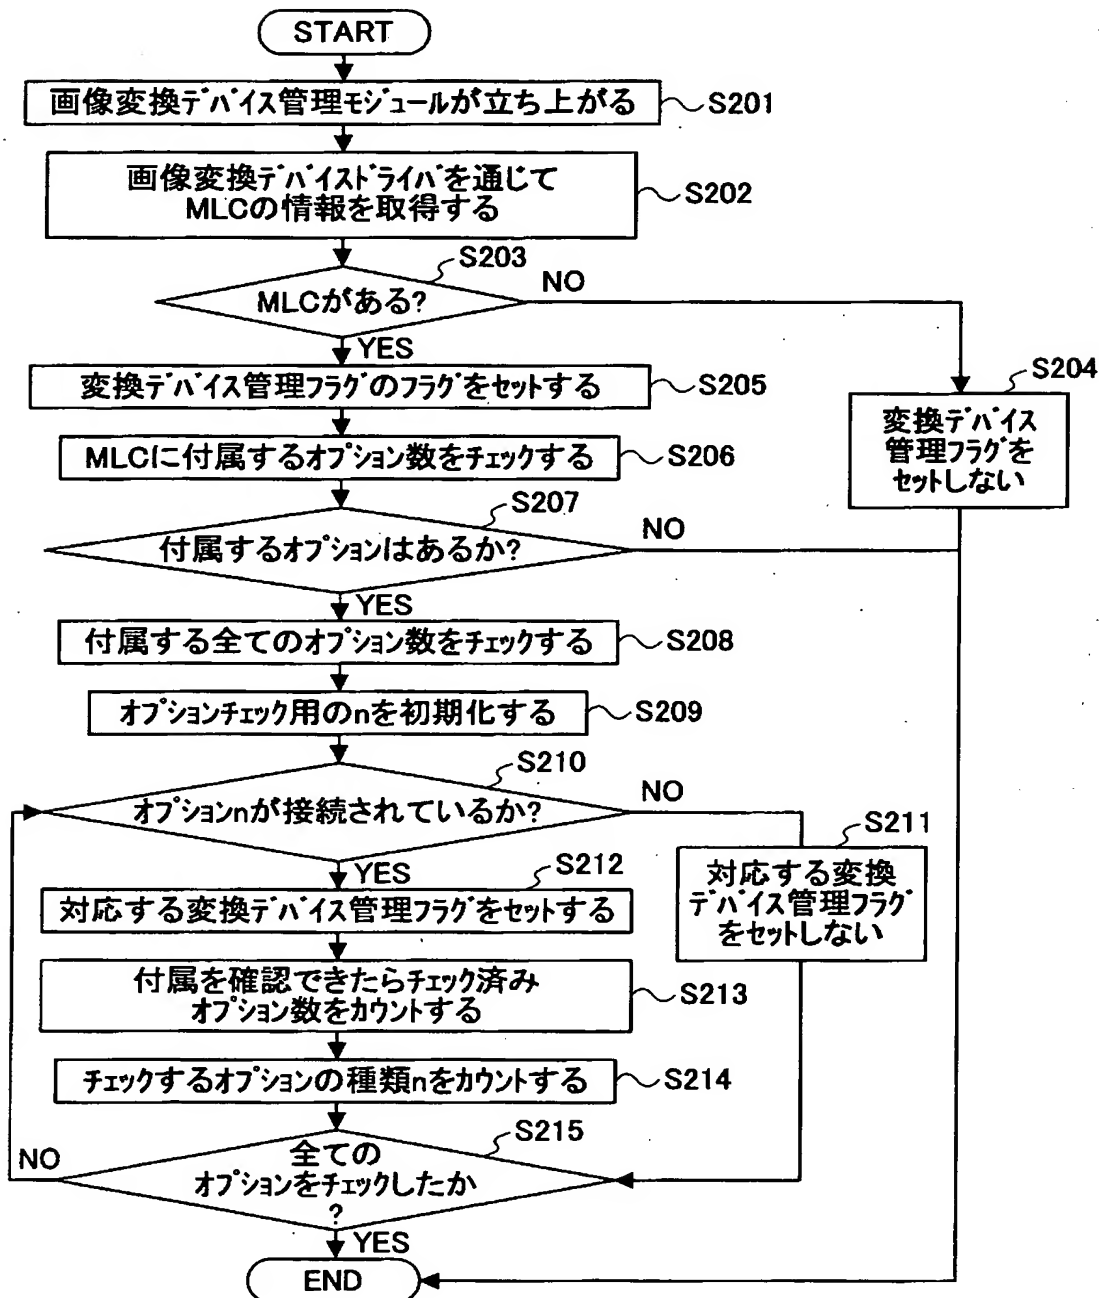 START
画像変換デバイス管理モジュールが立ち上がる
S201
画像変換デバイスドライバを通じて
MLCの情報を取得する
S202
S203
MLCがある?
NO
YES
変換デバイス管理フラグのフラグをセットする
S205
S204
変換デバイス
管理フラグを
セットしない
MLCに付属するオプション数をチェックする
S206
S207
付属するオプションはあるか?
NO
YES
付属する全てのオプション数をチェックする
S208
オプションチェック用のnを初期化する
S209
S210
オプションnが接続されているか?
NO
YES
S211
対応する変換
デバイス管理フラグ
をセットしない
S212
対応する変換デバイス管理フラグをセットする
付属を確認できたらチェック済み
オプション数をカウントする
S213
チェックするオプションの種類nをカウントする
S214
S215
全ての
オプションをチェックしたか
?
NO
YES
END